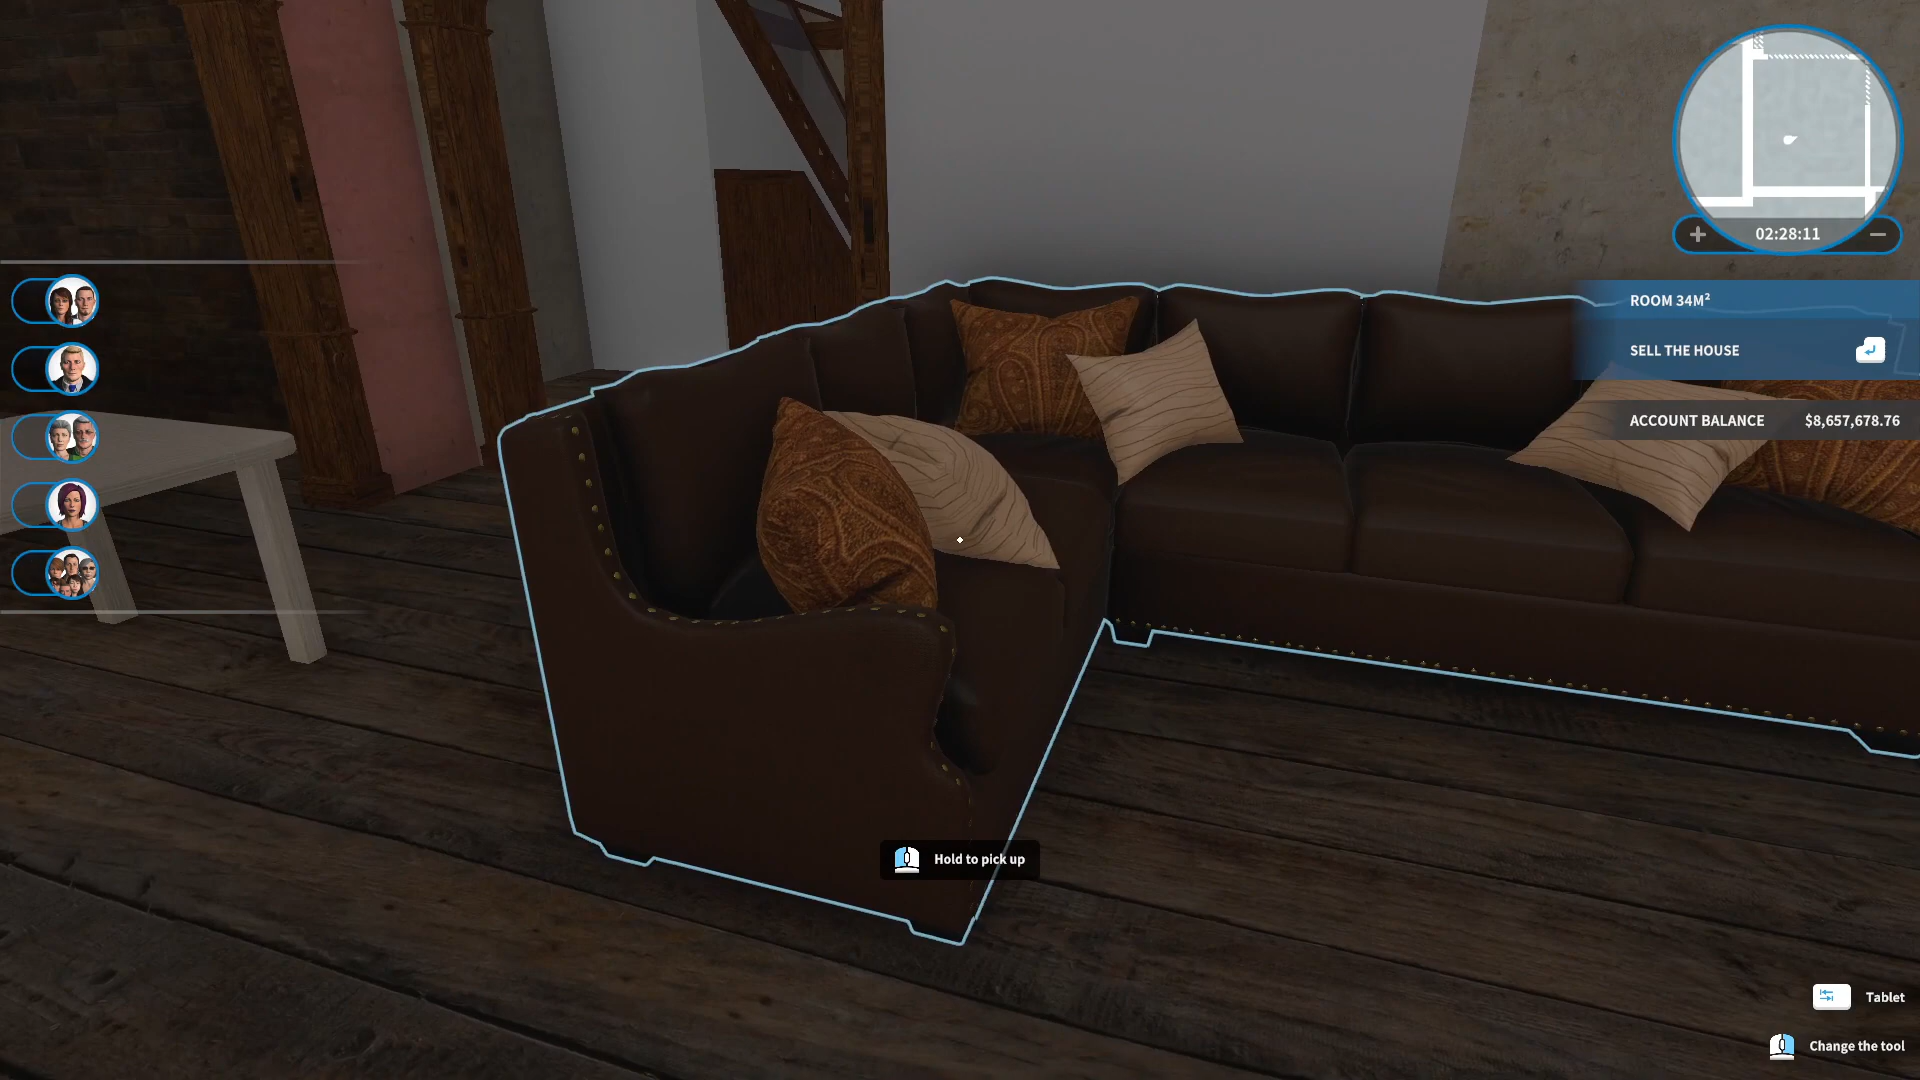 02:28:11
ROOM 34M²
SELL THE HOUSE
ACCOUNT BALANCE $8,657,678.76
Hold to pick up
Tablet
Change the tool